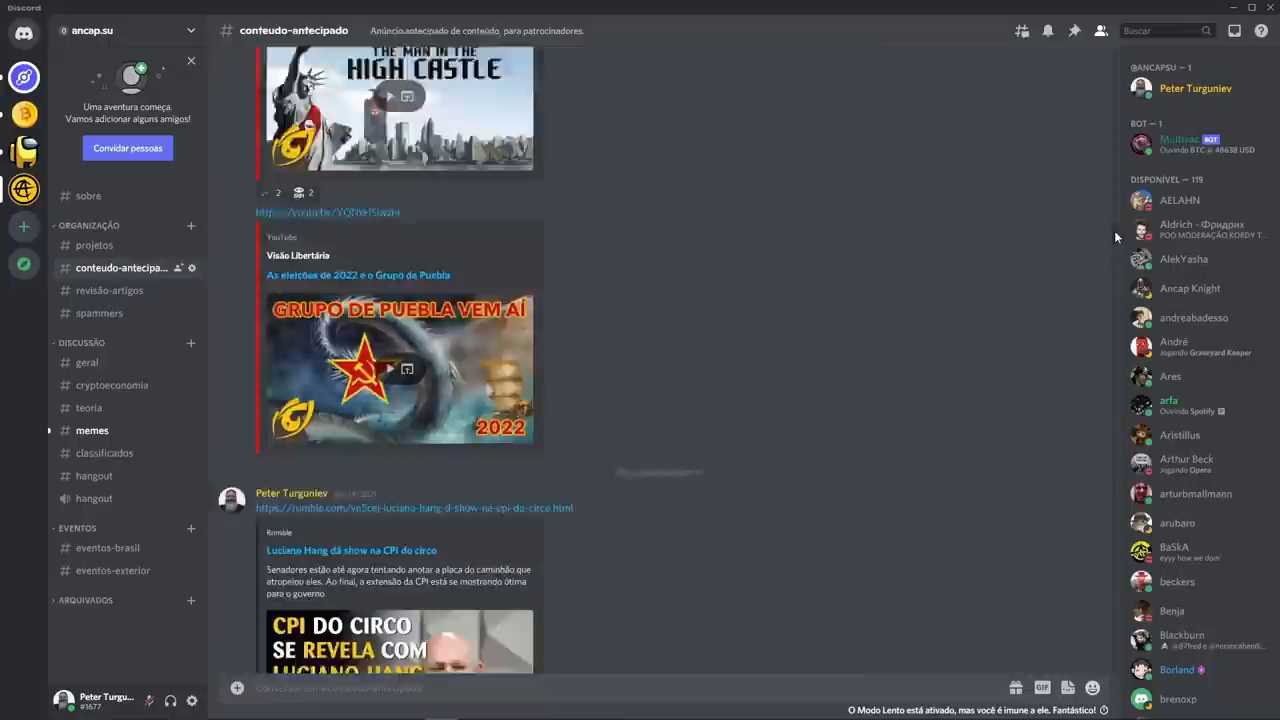 Discord
ancap.su
# conteudo-antecipado
Anúncio antecipado de conteúdo, para patrocinadores.
Buscar
Uma aventura começa.
Vamos adicionar alguns amigos!
Convidar pessoas
# sobre
ORGANIZAÇÃO
# projetos
# conteudo-antecipa...
# revisão-artigos
# spammers
DISCUSSÃO
# geral
# cryptoeconomia
# teoria
# memes
# classificados
# hangout
hangout
EVENTOS
# eventos-brasil
# eventos-exterior
ARQUIVADOS
Peter Turgu...
#1677
THE MAN IN THE
HIGH CASTLE
2
2
YouTube
Visão Libertária
As eleições de 2022 e o Grupo de Puebla
GRUPO DE PUEBLA VEM AÍ
2022
Peter Turguniev
https://rumble.com/vn5cej-luciano-hang-d-show-na-cpi-do-circo.html
Rumble
Luciano Hang dá show na CPI do circo
Senadores estão até agora tentando anotar a placa do caminhão que
atropelou eles. Ao final, a extensão da CPI está se mostrando ótima
para o governo
CPI DO CIRCO
SE REVELA COM
LUCIANO HANG
Conversar em #conteudo-antecipado
GIF
O Modo Lento está ativado, mas você é imune a ele. Fantástico!
@ANCAPSU — 1
Peter Turguniev
BOT — 1
Multivac BOT
Ouvindo BTC @ 48638 USD
DISPONÍVEL — 119
AELAHN
Aldrich - Фридрих
POO MODERAÇÃO KORDY T...
AlekYasha
Ancap Knight
andreabadesso
André
Jogando Graveyard Keeper
Ares
arfa
Ouvindo Spotify
Aristillus
Arthur Beck
Jogando Opera
arturbmallmann
arubaro
BaSkA
eyyy how we doin'
beckers
Benja
Blackburn
Borland
brenoxp